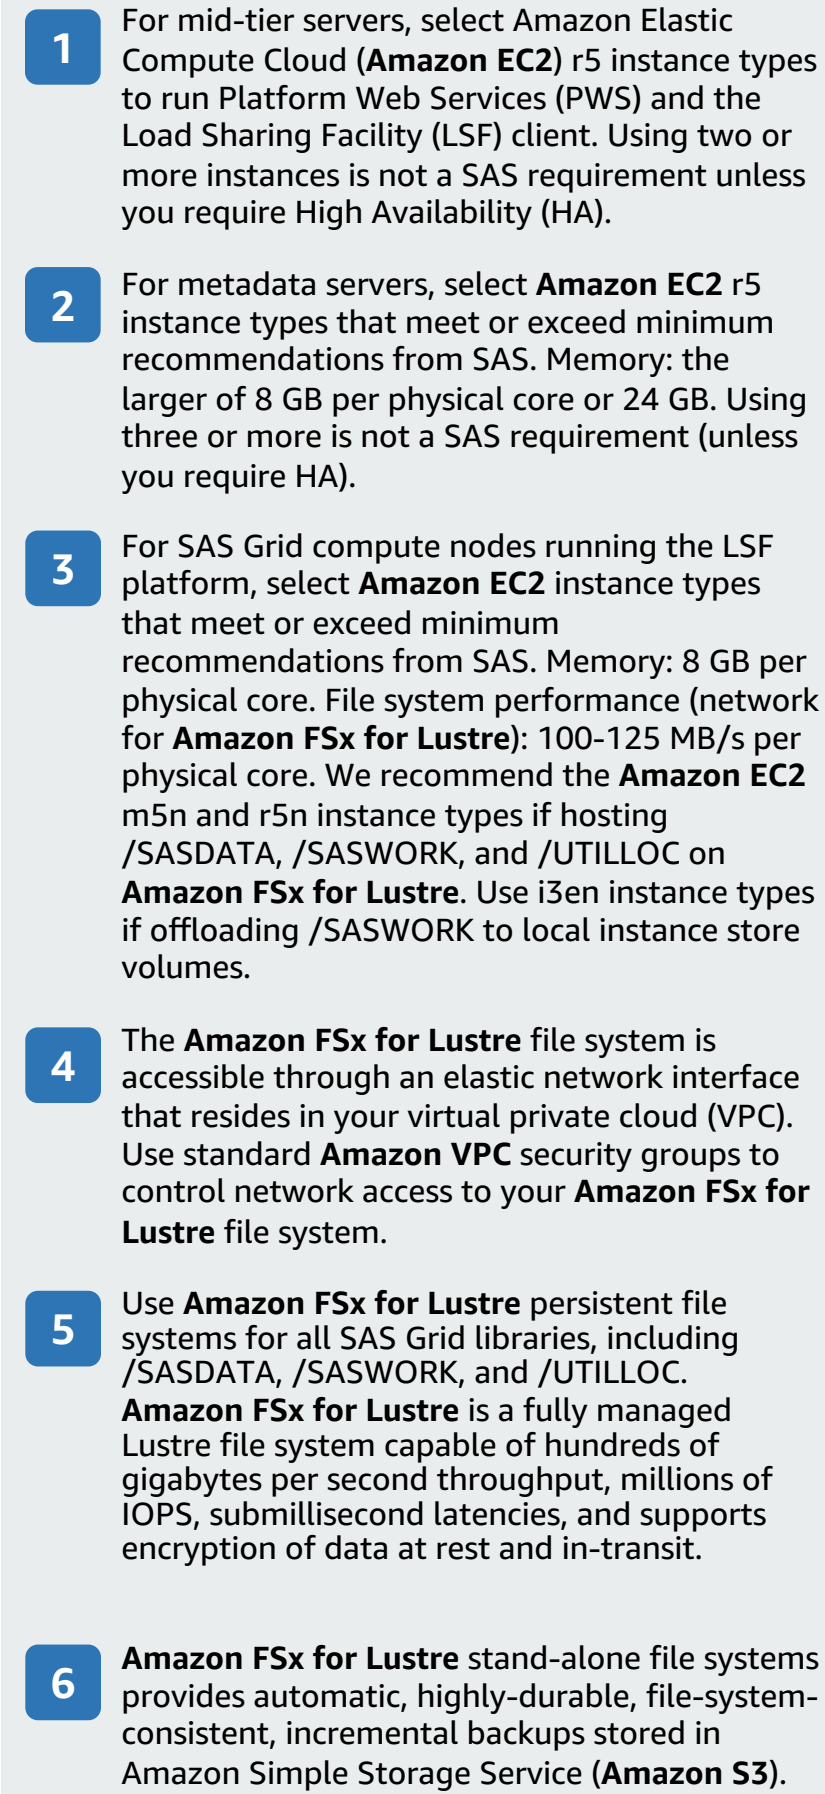 1
For mid-tier servers, select Amazon Elastic
Compute Cloud (Amazon EC2) r5 instance types
to run Platform Web Services (PWS) and the
Load Sharing Facility (LSF) client. Using two or
more instances is not a SAS requirement unless
you require High Availability (HA).
2
For metadata servers, select Amazon EC2 r5
instance types that meet or exceed minimum
recommendations from SAS. Memory: the
larger of 8 GB per physical core or 24 GB. Using
three or more is not a SAS requirement (unless
you require HA).
3
For SAS Grid compute nodes running the LSF
platform, select Amazon EC2 instance types
that meet or exceed minimum
recommendations from SAS. Memory: 8 GB per
physical core. File system performance (network
for Amazon FSx for Lustre): 100-125 MB/s per
physical core. We recommend the Amazon EC2
m5n and r5n instance types if hosting
/SASDATA, /SASWORK, and /UTILLOC on
Amazon FSx for Lustre. Use i3en instance types
if offloading /SASWORK to local instance store
volumes.
4
The Amazon FSx for Lustre file system is
accessible through an elastic network interface
that resides in your virtual private cloud (VPC).
Use standard Amazon VPC security groups to
control network access to your Amazon FSx for
Lustre file system.
5
Use Amazon FSx for Lustre persistent file
systems for all SAS Grid libraries, including
/SASDATA, /SASWORK, and /UTILLOC.
Amazon FSx for Lustre is a fully managed
Lustre file system capable of hundreds of
gigabytes per second throughput, millions of
IOPS, submillisecond latencies, and supports
encryption of data at rest and in-transit.
6
Amazon FSx for Lustre stand-alone file systems
provides automatic, highly-durable, file-system-
consistent, incremental backups stored in
Amazon Simple Storage Service (Amazon S3).